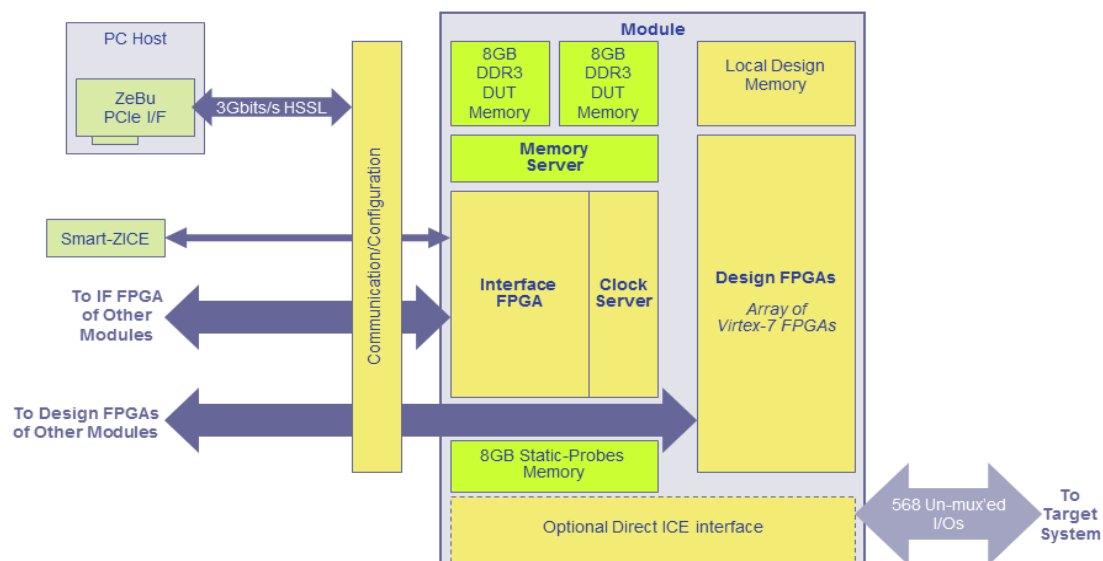 PC Host
ZeBu
PCIe I/F
3Gbits/s HSSL
Smart-ZICE
To IF FPGA
of Other
Modules
To Design FPGAs
of Other Modules
Communication/Configuration
Module
8GB
DDR3
DUT
Memory
8GB
DDR3
DUT
Memory
Memory
Server
Interface
FPGA
Clock
Server
8GB Static-Probes
Memory
Optional Direct ICE interface
Local Design
Memory
Design FPGAs
Array of
Virtex-7 FPGAs
568 Un-mux'ed
I/Os
To
Target
System